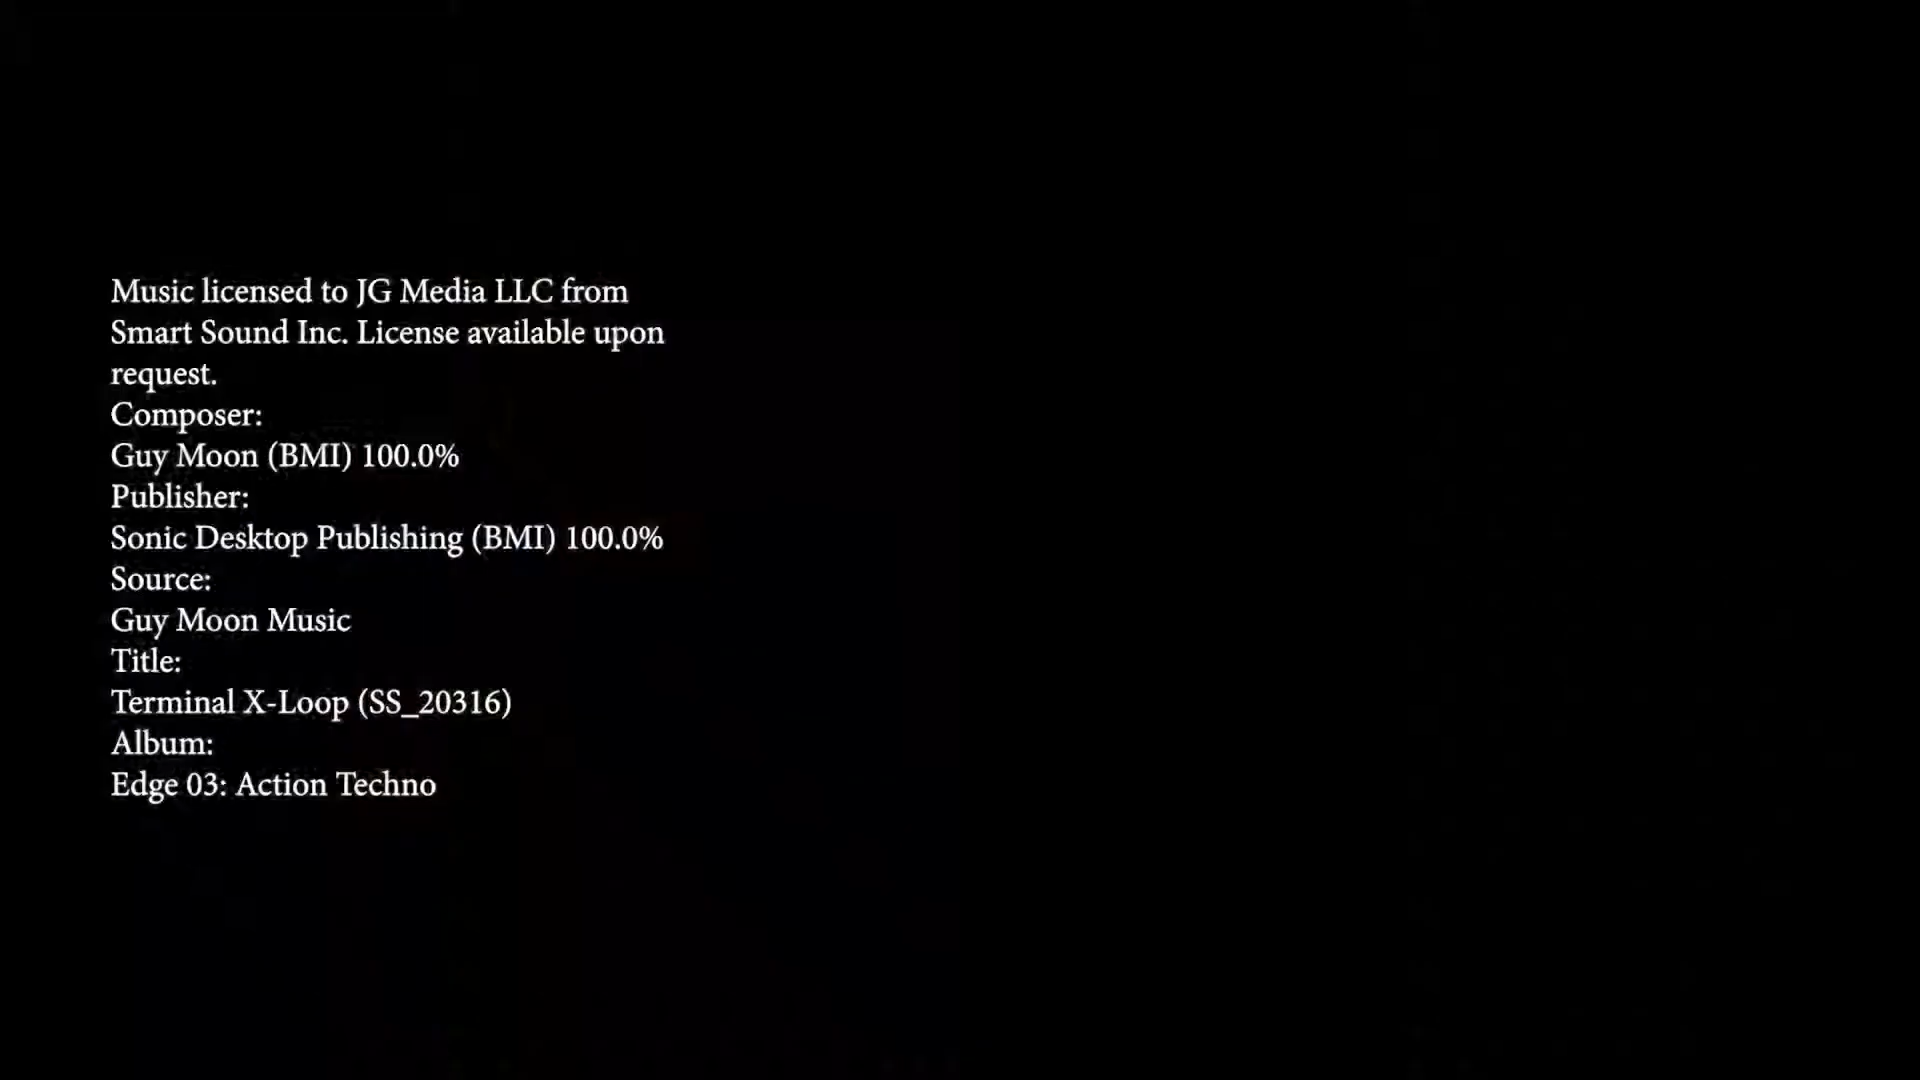 Music licensed to JG Media LLC from
Smart Sound Inc. License available upon
request.
Composer:
Guy Moon (BMI) 100.0%
Publisher:
Sonic Desktop Publishing (BMI) 100.0%
Source:
Guy Moon Music
Title:
Terminal X-Loop (SS_20316)
Album:
Edge 03: Action Techno